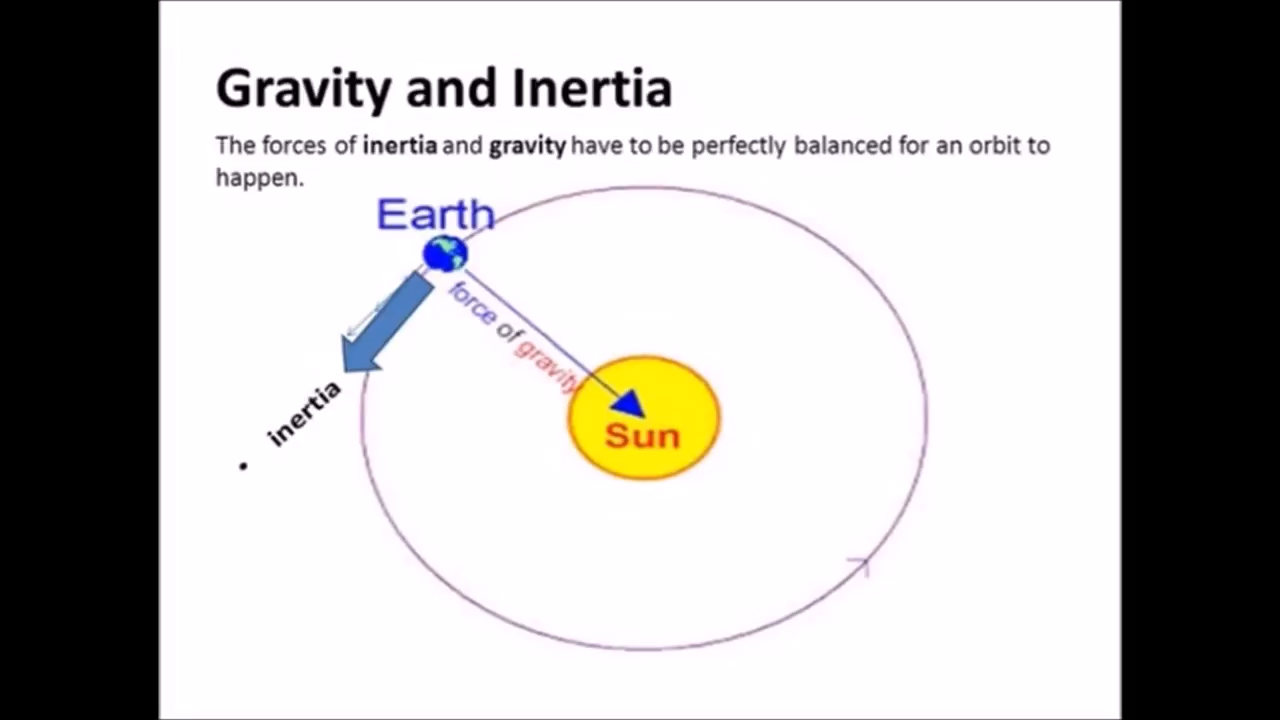 Gravity and Inertia
The forces of inertia and gravity have to be perfectly balanced for an orbit to
happen.
Earth
force of gravity
Sun
• inertia